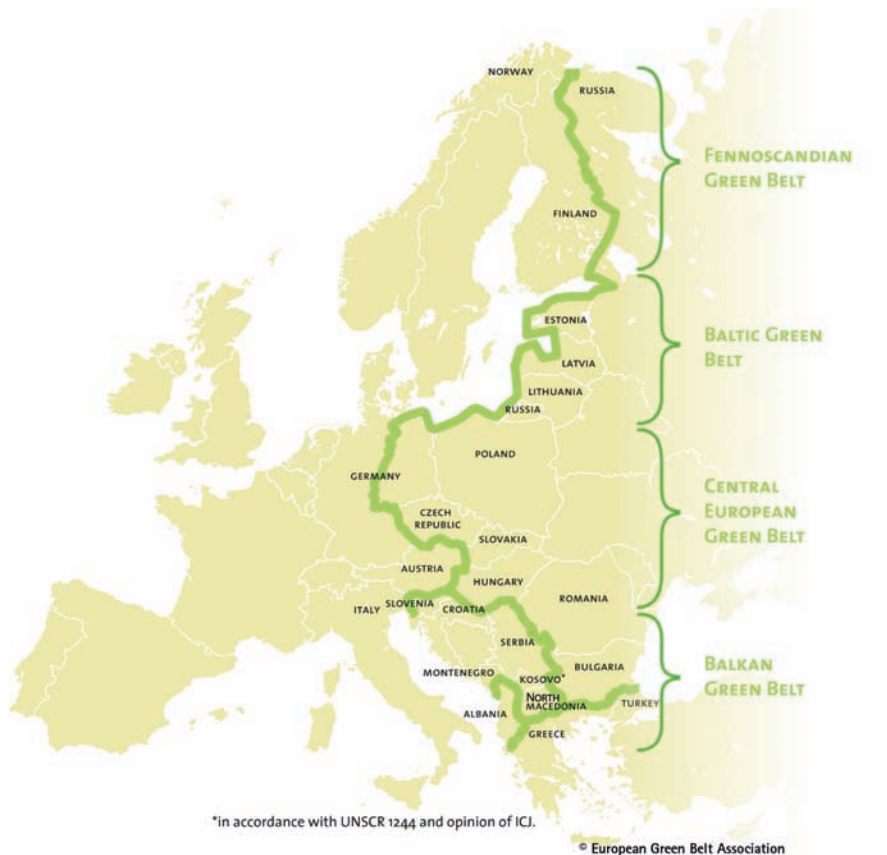 NORWAY
RUSSIA
FENNOSCANDIAN
GREEN BELT
FINLAND
ESTONIA
BALTIC GREEN
BELT
LATVIA
LITHUANIA
RUSSIA
POLAND
GERMANY
CENTRAL
EUROPEAN
GREEN BELT
CZECH
REPUBLIC
SLOVAKIA
AUSTRIA
HUNGARY
ROMANIA
ITALY
SLOVENIA
CROATIA
SERBIA
BULGARIA
BALKAN
GREEN BELT
MONTENEGRO
KOSOVO*
NORTH
MACEDONIA
TURKEY
ALBANIA
GREECE
*in accordance with UNSCR 1244 and opinion of ICJ.
© European Green Belt Association